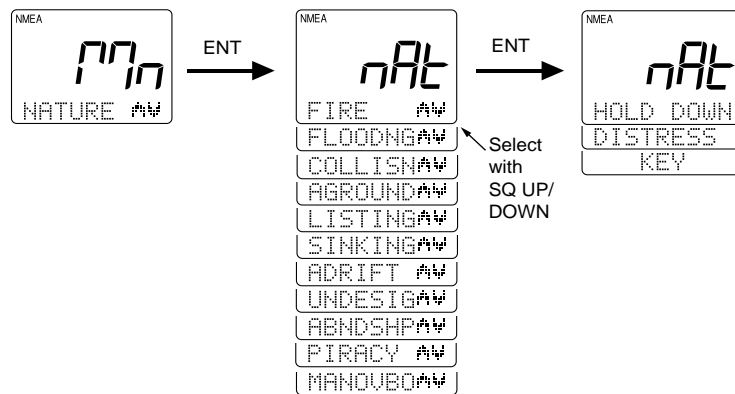 NMEA
Mn
NATURE
ENT
NMEA
nAt
FIRE
FLOODNG
COLLISN
AGROUND
LISTING
SINKING
ADRIFT
UNDESIG
ABNDSHP
PIRACY
MANOVBO
Select
with
SQ UP/
DOWN
ENT
NMEA
nAt
HOLD DOWN
DISTRESS
KEY